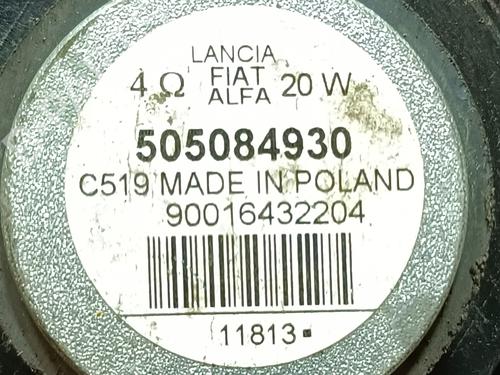 LANCIA
4 Ω FIAT 20 W
ALFA
505084930
C519 MADE IN POLAND
90016432204
11813